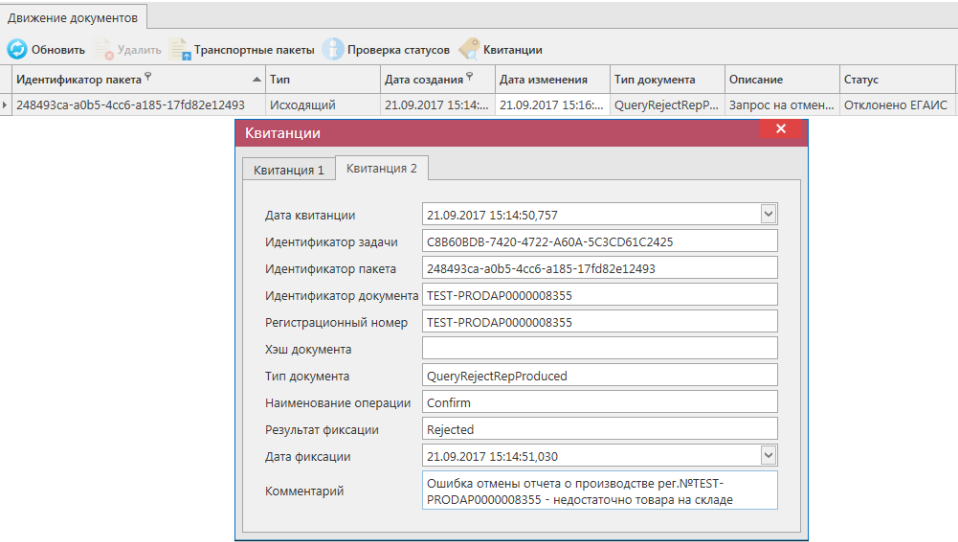 Движение документов
Обновить Удалить Транспортные пакеты Проверка статусов Квитанции
Идентификатор пакета Тип Дата создания Дата изменения Тип документа Описание Статус
248493ca-a0b5-4cc6-a185-17fd82e12493 Исходящий 21.09.2017 15:14:... 21.09.2017 15:16:... QueryRejectRepP... Запрос на отмен... Отклонено ЕГАИС
Квитанции
Квитанция 1 Квитанция 2
Дата квитанции 21.09.2017 15:14:50,757
Идентификатор задачи C8B60BDB-7420-4722-A60A-5C3CD61C2425
Идентификатор пакета 248493ca-a0b5-4cc6-a185-17fd82e12493
Идентификатор документа TEST-PRODAP0000008355
Регистрационный номер TEST-PRODAP0000008355
Хэш документа
Тип документа QueryRejectRepProduced
Наименование операции Confirm
Результат фиксации Rejected
Дата фиксации 21.09.2017 15:14:51,030
Комментарий Ошибка отмены отчета о производстве рег.№TEST-
PRODAP0000008355 - недостаточно товара на складе